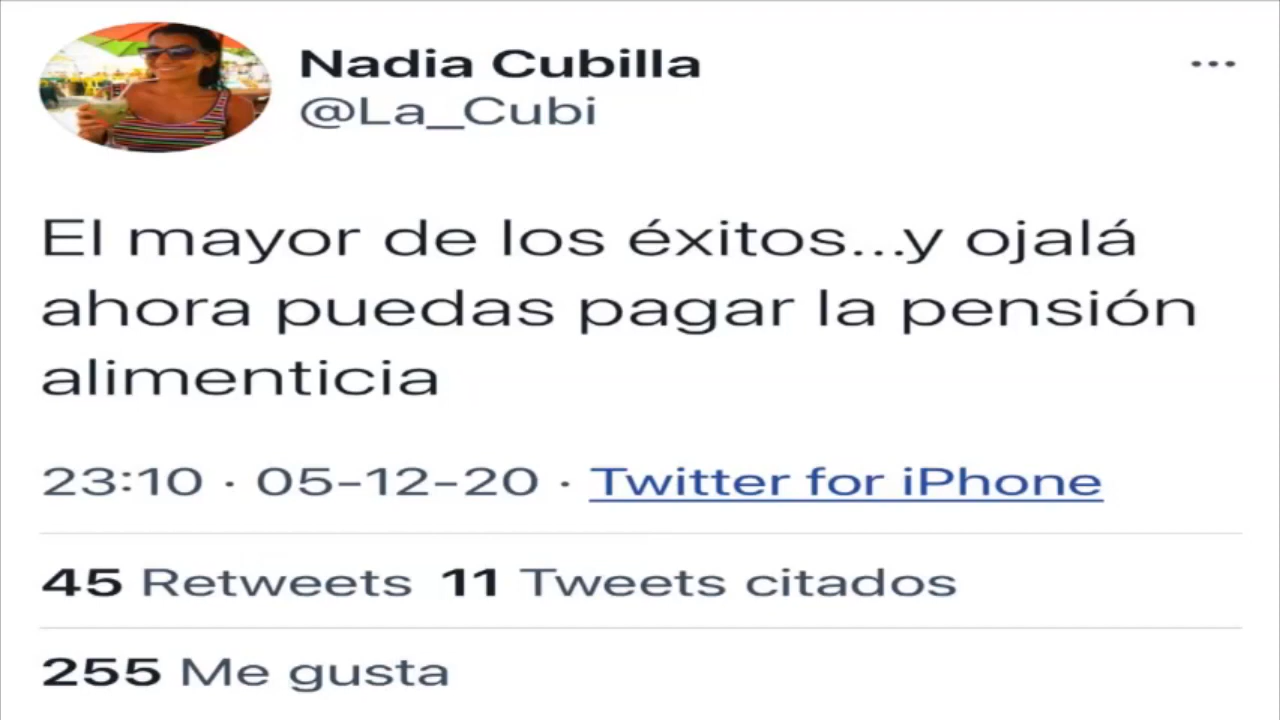 Nadia Cubilla
@La_Cubi
El mayor de los éxitos...y ojalá
ahora puedas pagar la pensión
alimenticia
23:10 · 05-12-20 · Twitter for iPhone
45 Retweets 11 Tweets citados
255 Me gusta